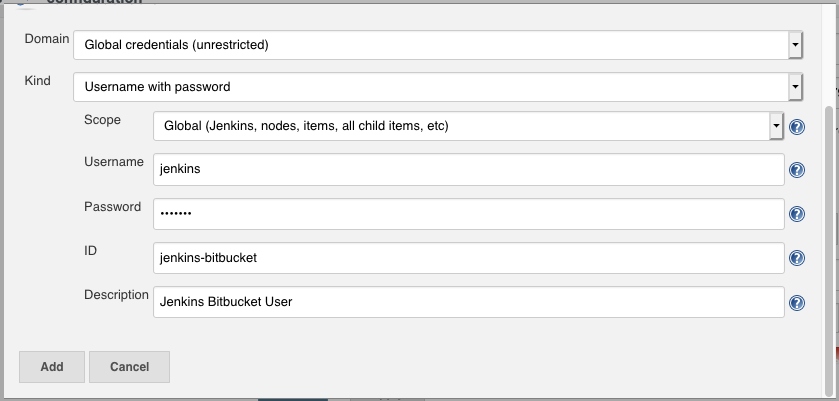 configuration
Domain
Global credentials (unrestricted)
Kind
Username with password
Scope
Global (Jenkins, nodes, items, all child items, etc)
Username
jenkins
Password
•••••••
ID
jenkins-bitbucket
Description
Jenkins Bitbucket User
Add
Cancel